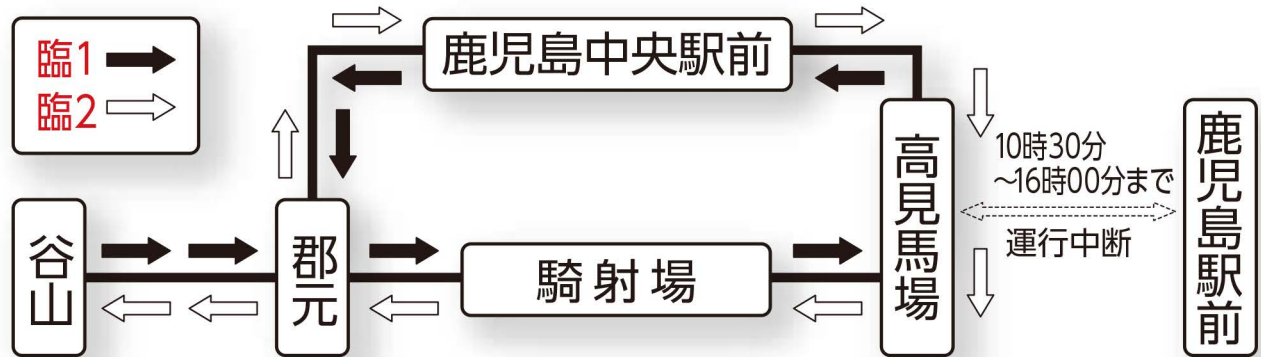 臨1
臨2
鹿児島中央駅前
谷山
郡元
騎射場
高見馬場
10時30分
～16時00分まで
運行中断
鹿児島駅前